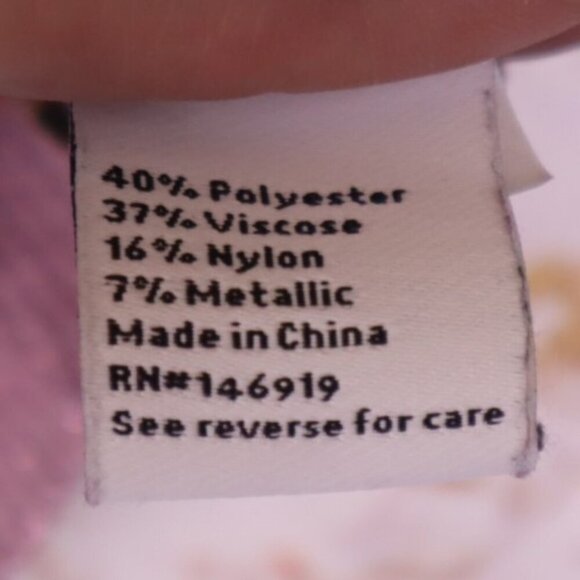 40% Polyester
37% Viscose
16% Nylon
7% Metallic
Made in China
RN#146919
See reverse for care